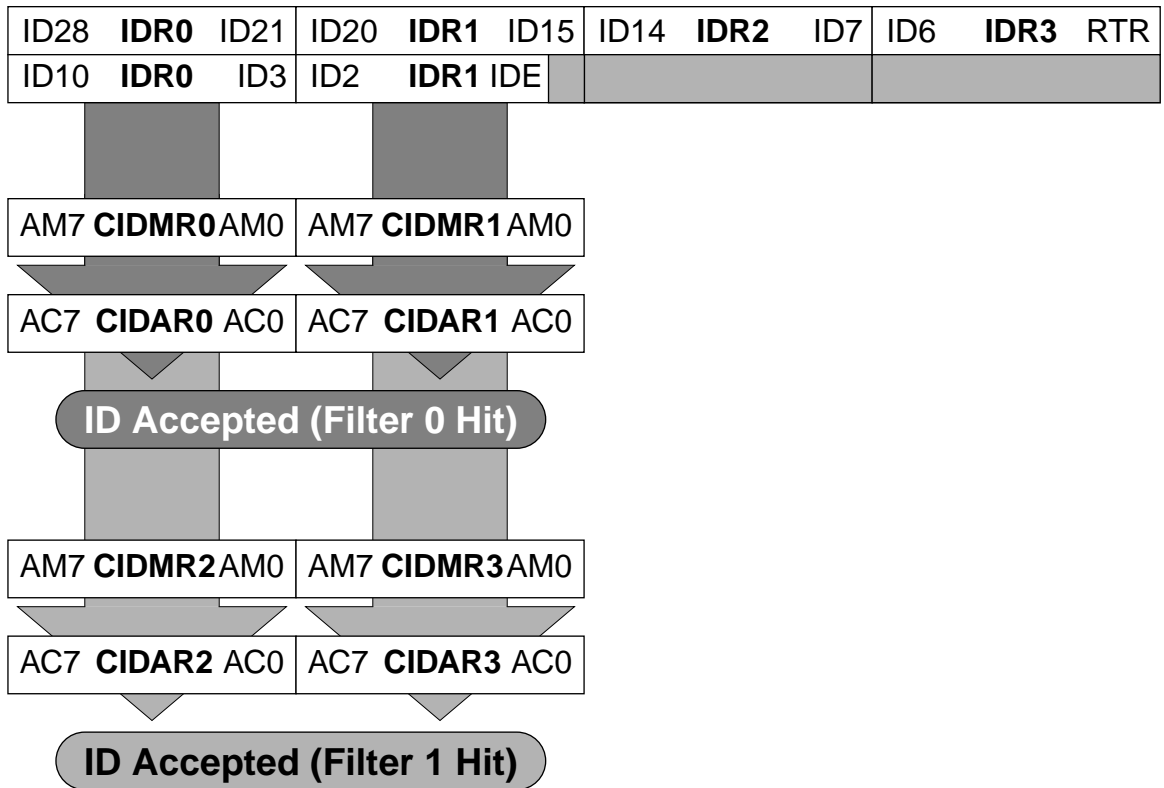 ID28 IDR0 ID21 ID20 IDR1 ID15 ID14 IDR2 ID7 ID6 IDR3 RTR
ID10 IDR0 ID3 ID2 IDR1 IDE
AM7 CIDMR0 AM0 AM7 CIDMR1 AM0
AC7 CIDAR0 AC0 AC7 CIDAR1 AC0
ID Accepted (Filter 0 Hit)
AM7 CIDMR2 AM0 AM7 CIDMR3 AM0
AC7 CIDAR2 AC0 AC7 CIDAR3 AC0
ID Accepted (Filter 1 Hit)